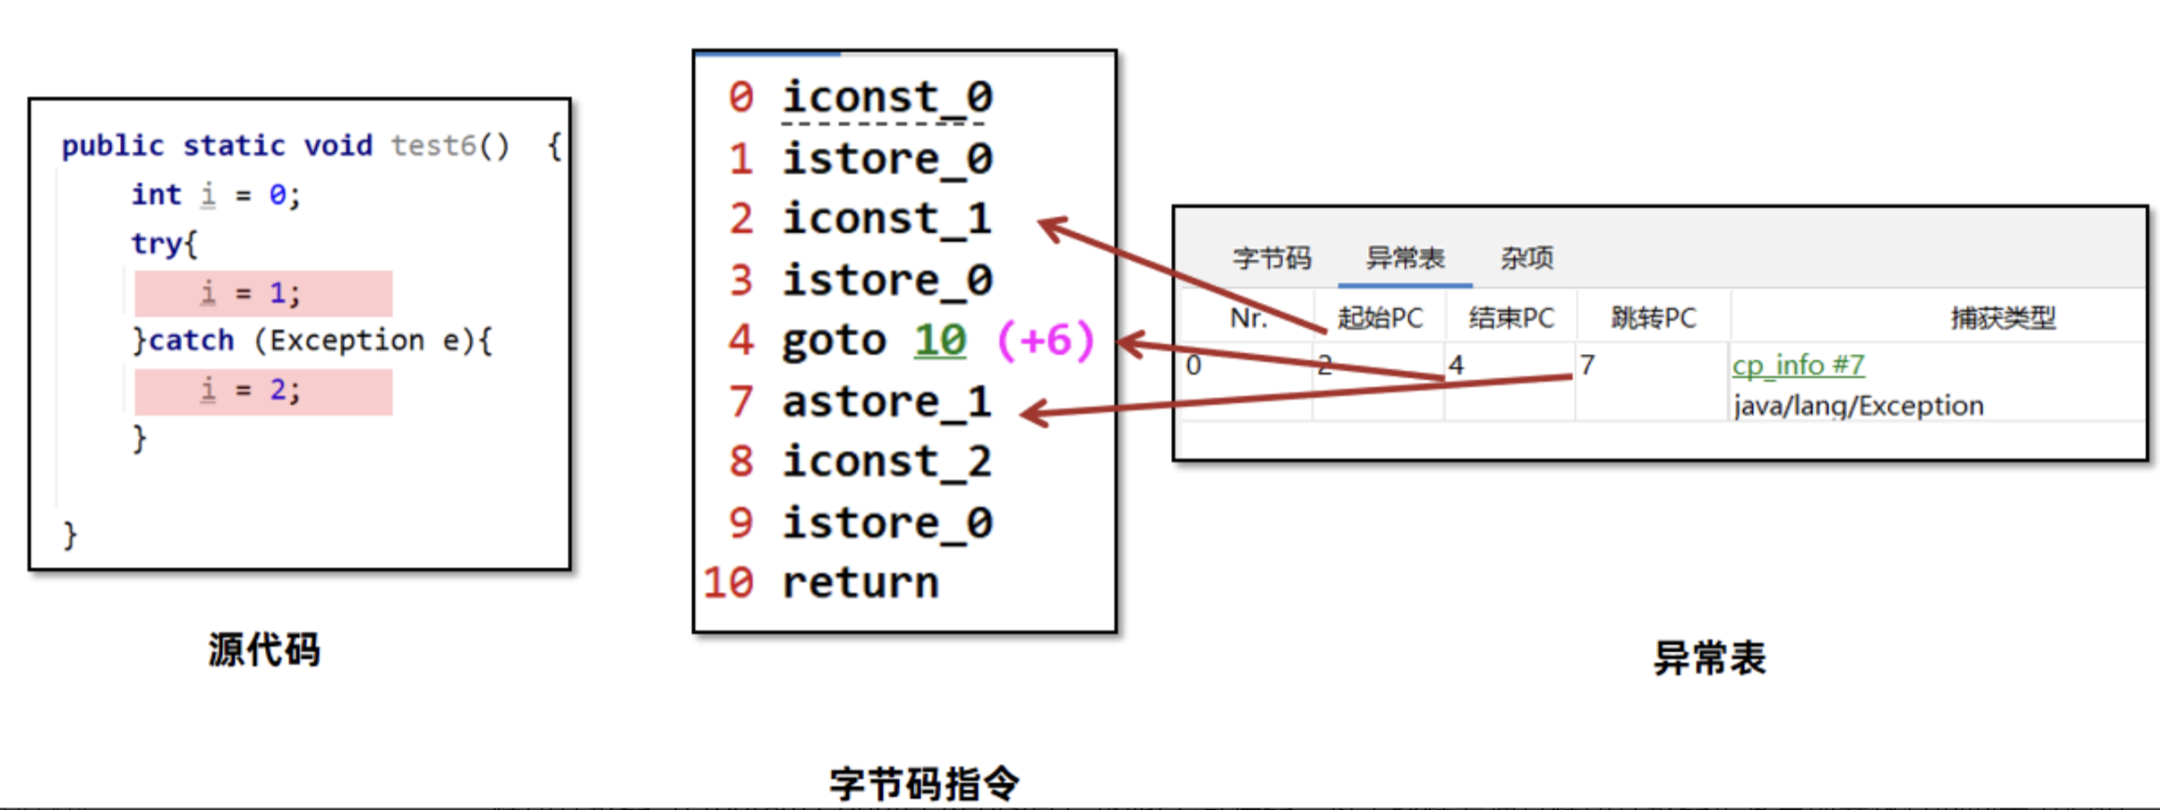 public static void test6() {
int i = 0;
try{
i = 1;
}catch (Exception e){
i = 2;
}
}
源代码
0 iconst_0
1 istore_0
2 iconst_1
3 istore_0
4 goto 10 (+6)
7 astore_1
8 iconst_2
9 istore_0
10 return
字节码指令
字节码 异常表 杂项
Nr. 起始PC 结束PC 跳转PC 捕获类型
0 2 4 7 cp_info #7
java/lang/Exception
异常表